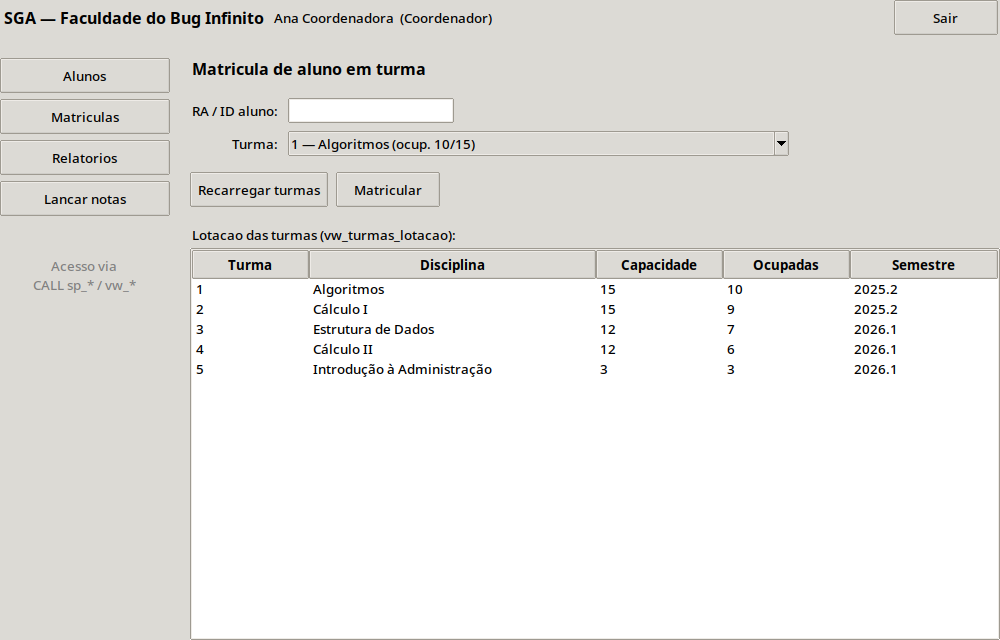 SGA — Faculdade do Bug Infinito Ana Coordenadora (Coordenador) Sair
Alunos
Matriculas
Relatorios
Lancar notas
Acesso via
CALL sp_* / vw_*
Matricula de aluno em turma
RA / ID aluno:
Turma: 1 — Algoritmos (ocup. 10/15)
Recarregar turmas Matricular
Lotacao das turmas (vw_turmas_lotacao):
Turma Disciplina Capacidade Ocupadas Semestre
1 Algoritmos 15 10 2025.2
2 Cálculo I 15 9 2025.2
3 Estrutura de Dados 12 7 2026.1
4 Cálculo II 12 6 2026.1
5 Introdução à Administração 3 3 2026.1